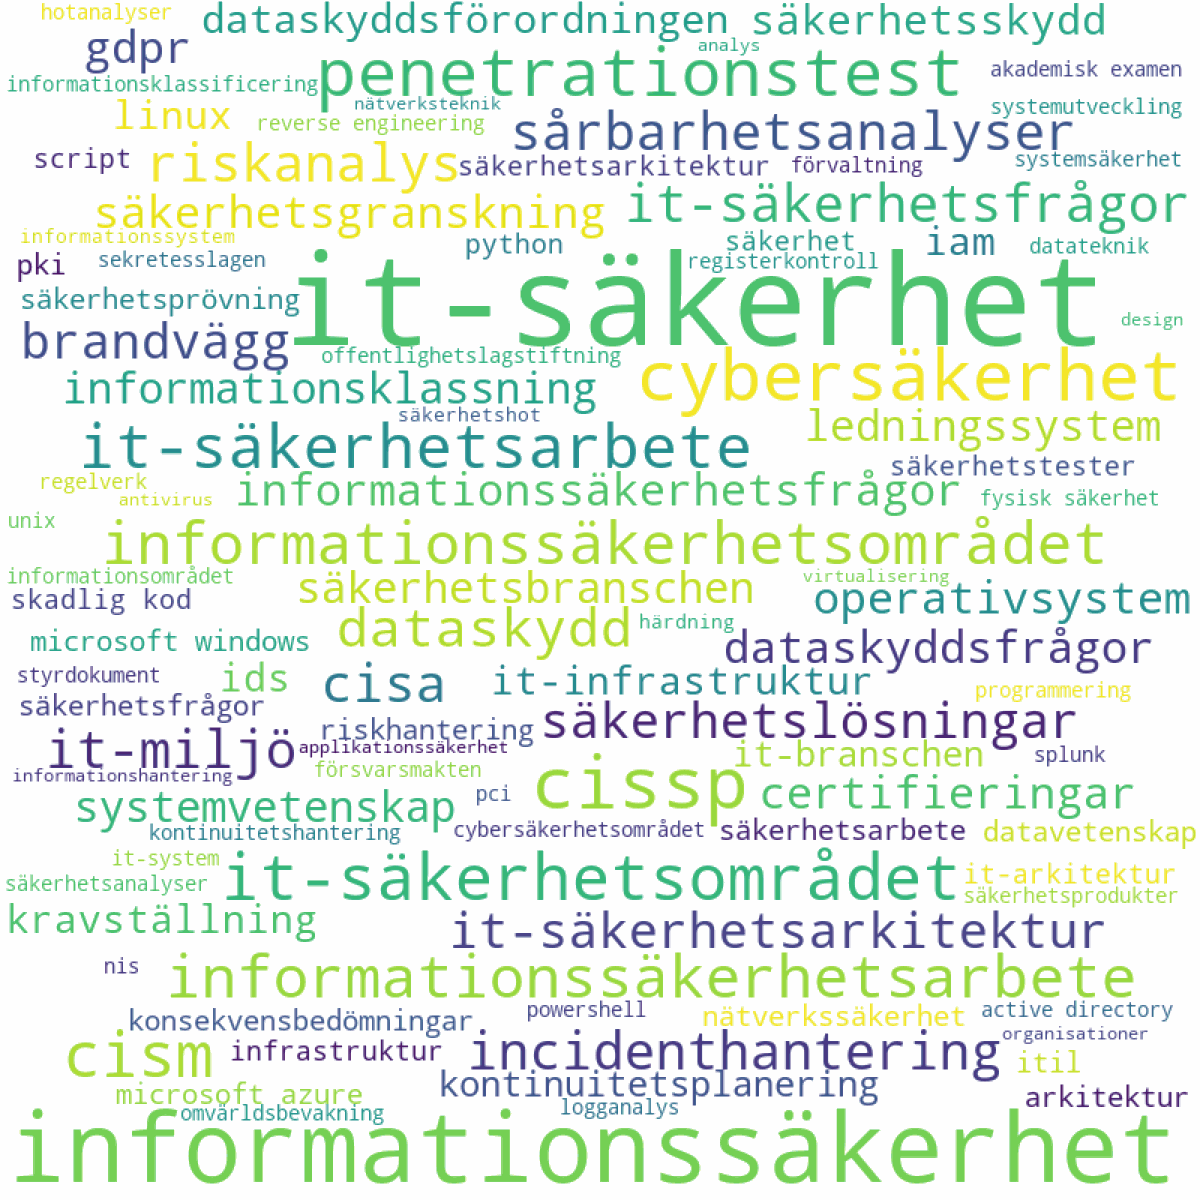 hotanalyser
dataskyddsförordningen säkerhetsskydd
gdpr
analys
penetrationstest
akademisk examen
informationsklassificering
nätverksteknik
systemutveckling
linux
reverse engineering
sårbarhetsanalyser
script
riskanalys
säkerhetsarkitektur
förvaltning
systemsäkerhet
säkerhetsgranskning
it-säkerhetsfrågor
informationssystem
python
säkerhet
iam
datateknik
pki
sekretesslagen
registerkontroll
säkerhetsprövning
it-säkerhet
design
brandvägg
offentlighetslagstiftning
informationsklassning
cybersäkerhet
säkerhetshot
ledningssystem
it-säkerhetsarbete
säkerhetstester
regelverk
antivirus
informationssäkerhetsfrågor
fysisk säkerhet
unix
informationssäkerhetsområdet
informationsområdet
säkerhetsbranschen
virtualisering
skadlig kod
operativsystem
dataskydd
härdning
microsoft windows
dataskyddsfrågor
styrdokument
ids
cisa
it-infrastruktur
programmering
säkerhetsfrågor
riskhantering
säkerhetslösningar
it-miljö
applikationssäkerhet
it-branschen
splunk
informationshantering
försvarsmakten
cissp
certifieringar
systemvetenskap
pci
kontinuitetshantering
cybersäkerhetsområdet
säkerhetsarbete
datavetenskap
it-system
it-säkerhetsområdet
it-arkitektur
säkerhetsanalyser
säkerhetsprodukter
kravställning
it-säkerhetsarkitektur
nis
informationssäkerhetsarbete
powershell
active directory
konsekvensbedömningar
nätverkssäkerhet
organisationer
cism
infrastruktur
incidenthantering
itil
microsoft azure
kontinuitetsplanering
arkitektur
omvärldsbevakning
logganalys
informationssäkerhet